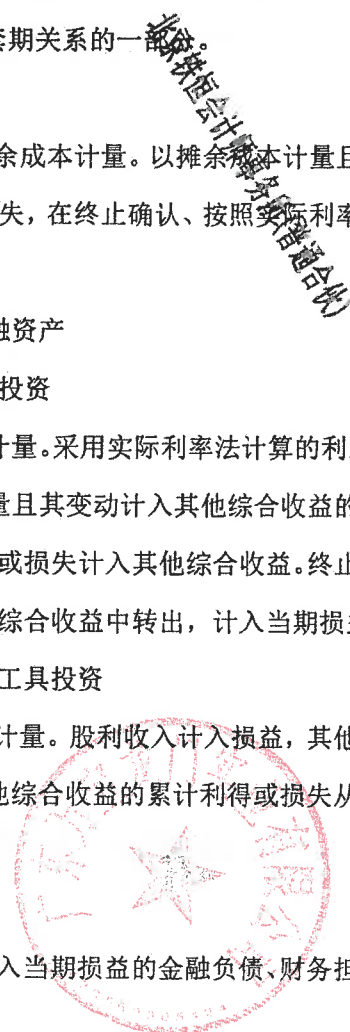 套期关系的一部分。
余成本计量。以摊余成本计量且
失，在终止确认、按照实际利率
融资产
投资
计量。采用实际利率法计算的利
量且其变动计入其他综合收益的
或损失计入其他综合收益。终止
综合收益中转出，计入当期损益
工具投资
计量。股利收入计入损益，其他
他综合收益的累计利得或损失从
入当期损益的金融负债、财务担